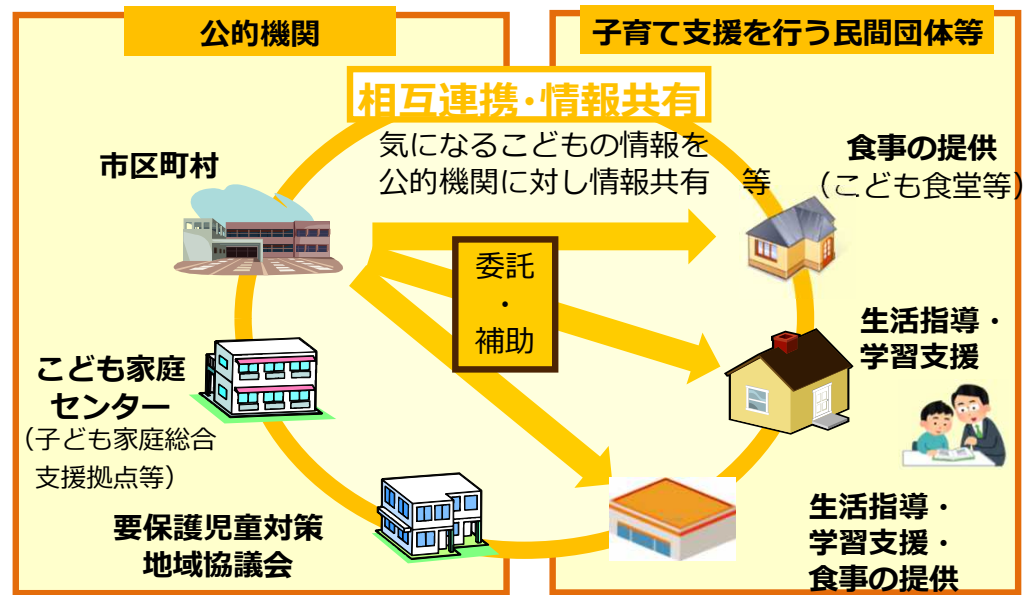 公的機関
子育て支援を行う民間団体等
相互連携・情報共有
気になるこどもの情報を
公的機関に対し情報共有　等
市区町村
食事の提供
（こども食堂等）
委託
・
補助
生活指導・
学習支援
こども家庭
センター
（子ども家庭総合
支援拠点等）
要保護児童対策
地域協議会
生活指導・
学習支援・
食事の提供